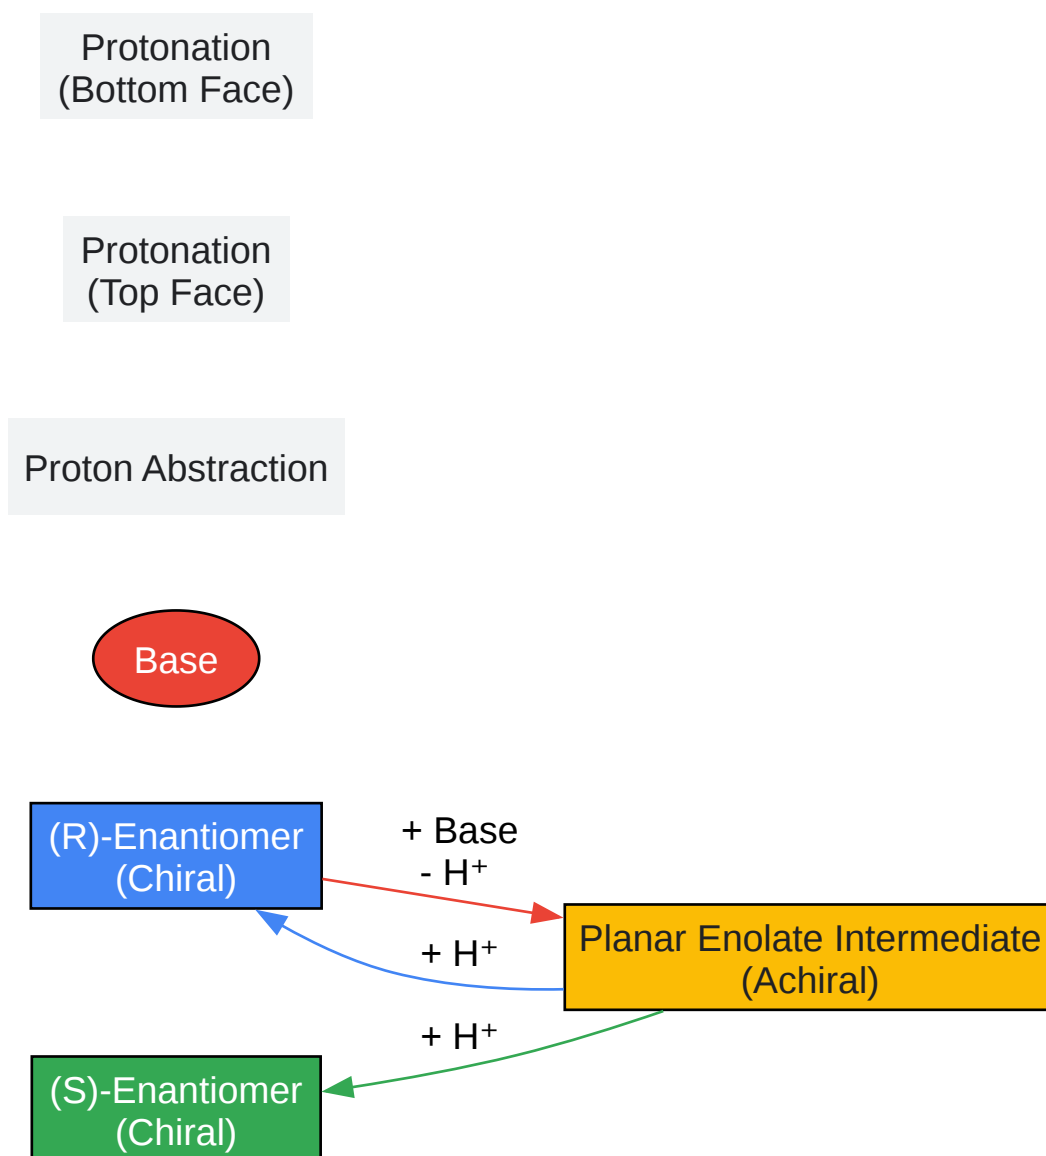 Protonation
(Bottom Face)
Protonation
(Top Face)
Proton Abstraction
Base
(R)-Enantiomer
(Chiral)
+ Base
- H⁺
Planar Enolate Intermediate
(Achiral)
+ H⁺
+ H⁺
(S)-Enantiomer
(Chiral)